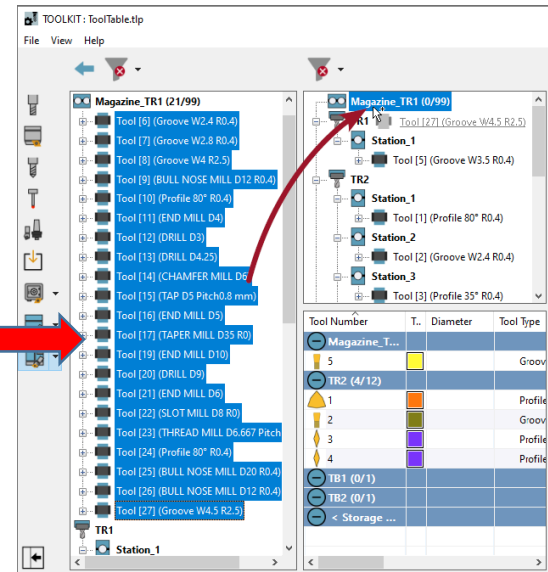 TOOLKIT : ToolTable.tlp
File View Help
Magazine_TR1 (21/99)
Tool [6] (Groove W2.4 R0.4)
Tool [7] (Groove W2.8 R0.4)
Tool [8] (Groove W4 R2.5)
Tool [9] (BULL NOSE MILL D12 R0.4)
Tool [10] (Profile 80° R0.4)
Tool [11] (END MILL D4)
Tool [12] (DRILL D3)
Tool [13] (DRILL D4.25)
Tool [14] (CHAMFER MILL D6
Tool [15] (TAP D5 Pitch0.8 mm)
Tool [16] (END MILL D5)
Tool [17] (TAPER MILL D35 R0)
Tool [19] (END MILL D10)
Tool [20] (DRILL D9)
Tool [21] (END MILL D6)
Tool [22] (SLOT MILL D8 R0)
Tool [23] (THREAD MILL D6.667 Pitch
Tool [24] (Profile 80° R0.4)
Tool [25] (BULL NOSE MILL D20 R0.4)
Tool [26] (BULL NOSE MILL D12 R0.4)
Tool [27] (Groove W4.5 R2.5)
TR1
Station_1
Magazine_TR1 (0/99)
TR1 Tool [27] (Groove W4.5 R2.5)
Station_1
Tool [5] (Groove W3.5 R0.4)
TR2
Station_1
Tool [1] (Profile 80° R0.4)
Station_2
Tool [2] (Groove W2.4 R0.4)
Station_3
Tool [3] (Profile 35° R0.4)
Tool Number T.. Diameter Tool Type
Magazine_T...
5 Groov
TR2 (4/12)
1 Profile
2 Groov
3 Profile
4 Profile
TB1 (0/1)
TB2 (0/1)
< Storage ...